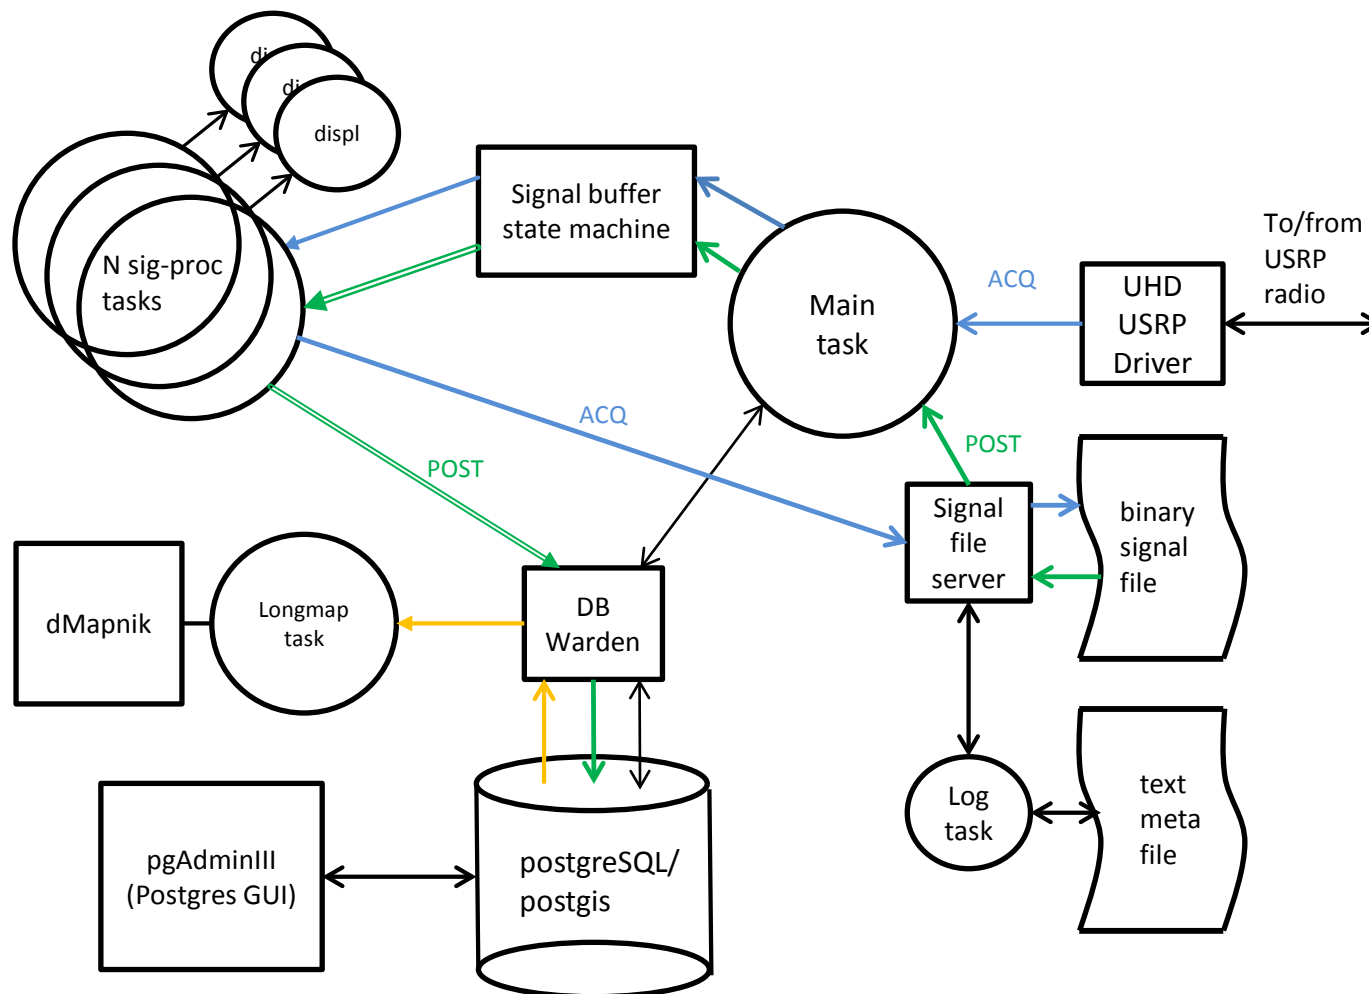 di
di
displ
Signal buffer
state machine
To/from
USRP
radio
N sig-proc
tasks
Main
task
ACQ
UHD
USRP
Driver
ACQ
POST
POST
Signal
file
server
binary
signal
file
dMapnik
Longmap
task
DB
Warden
pgAdminIII
(Postgres GUI)
postgreSQL/
postgis
Log
task
text
meta
file